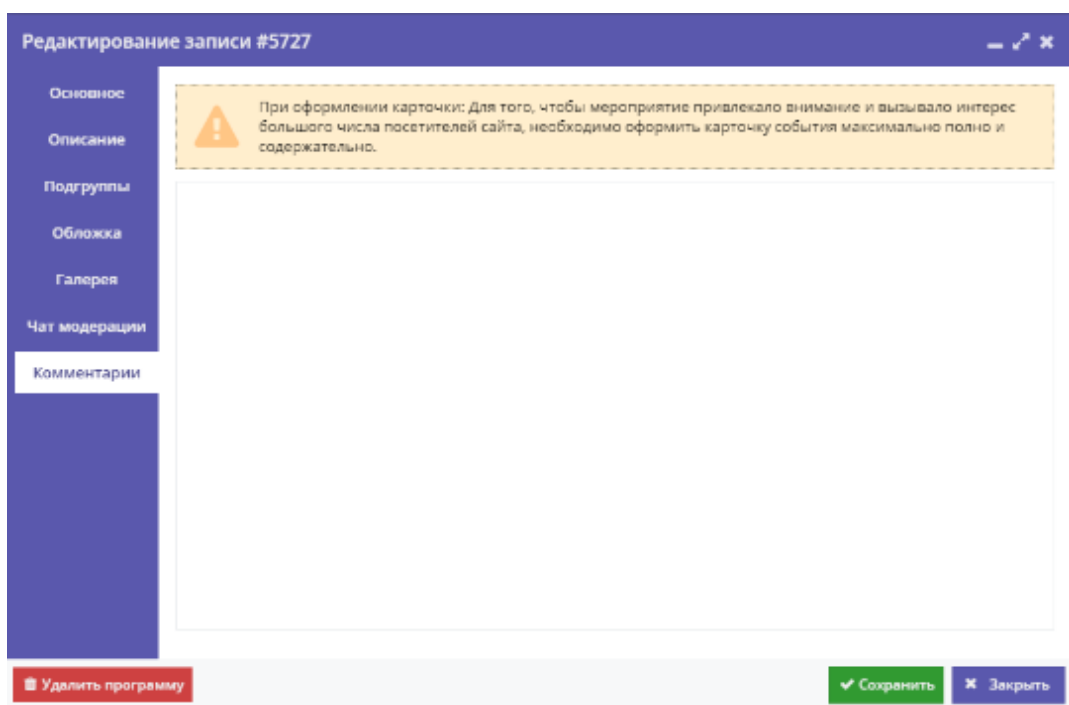 Редактирование записи #5727
Основное
Описание
Подгруппы
Обложка
Галерея
Чат модерации
Комментарии
При оформлении карточки: Для того, чтобы мероприятие привлекало внимание и вызывало интерес
большого числа посетителей сайта, необходимо оформить карточку события максимально полно и
содержательно.
Удалить программу
Сохранить
Закрыть